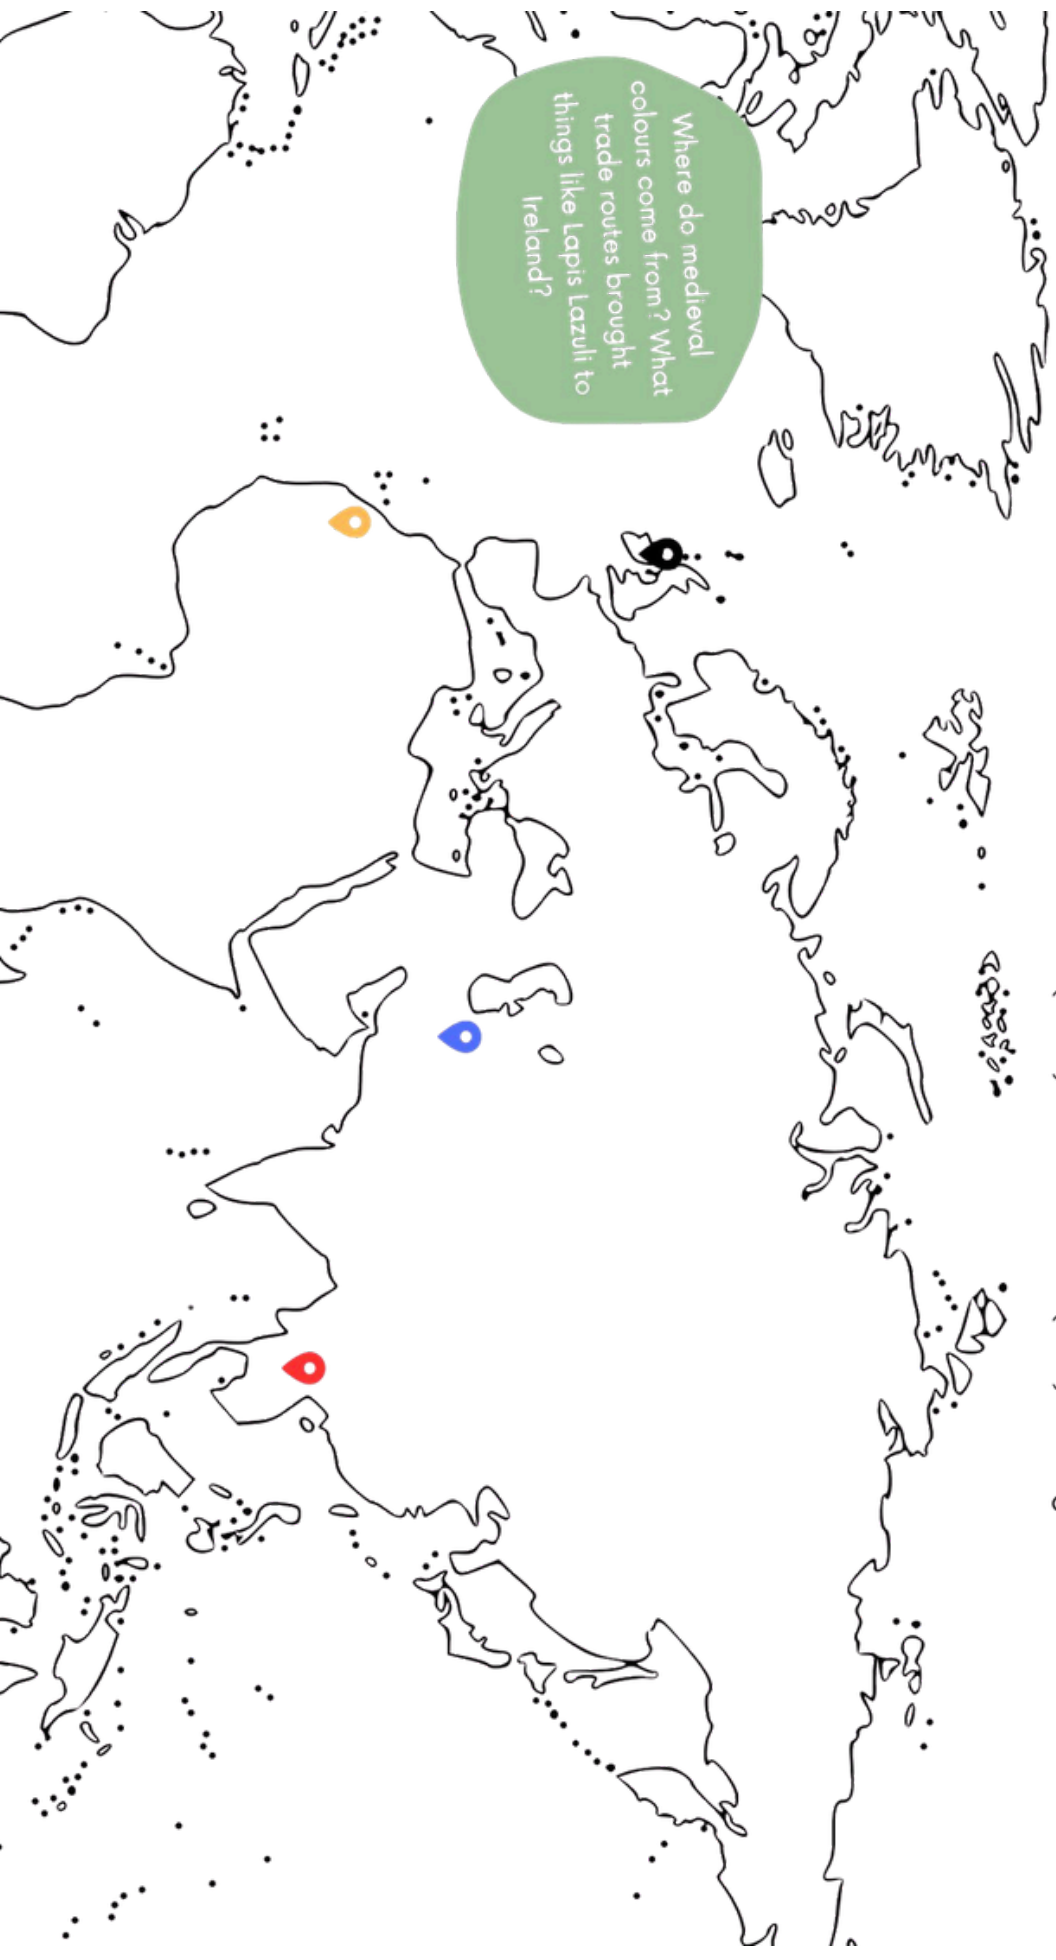 Where do medieval
colours come from? What
trade routes brought
things like Lapis Lazuli to
Ireland?